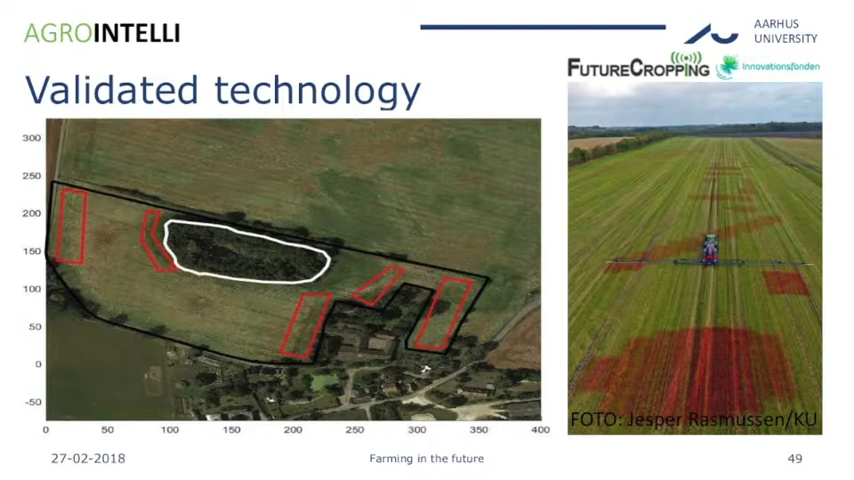 AGROINTELLI
AARHUS
UNIVERSITY
FUTURECROPPING
Innovationsfonden
Validated technology
300
250
200
150
100
50
0
-50
0 50 100 150 200 250 300 350 400
FOTO: Jesper Rasmussen/KU
27-02-2018
Farming in the future
49